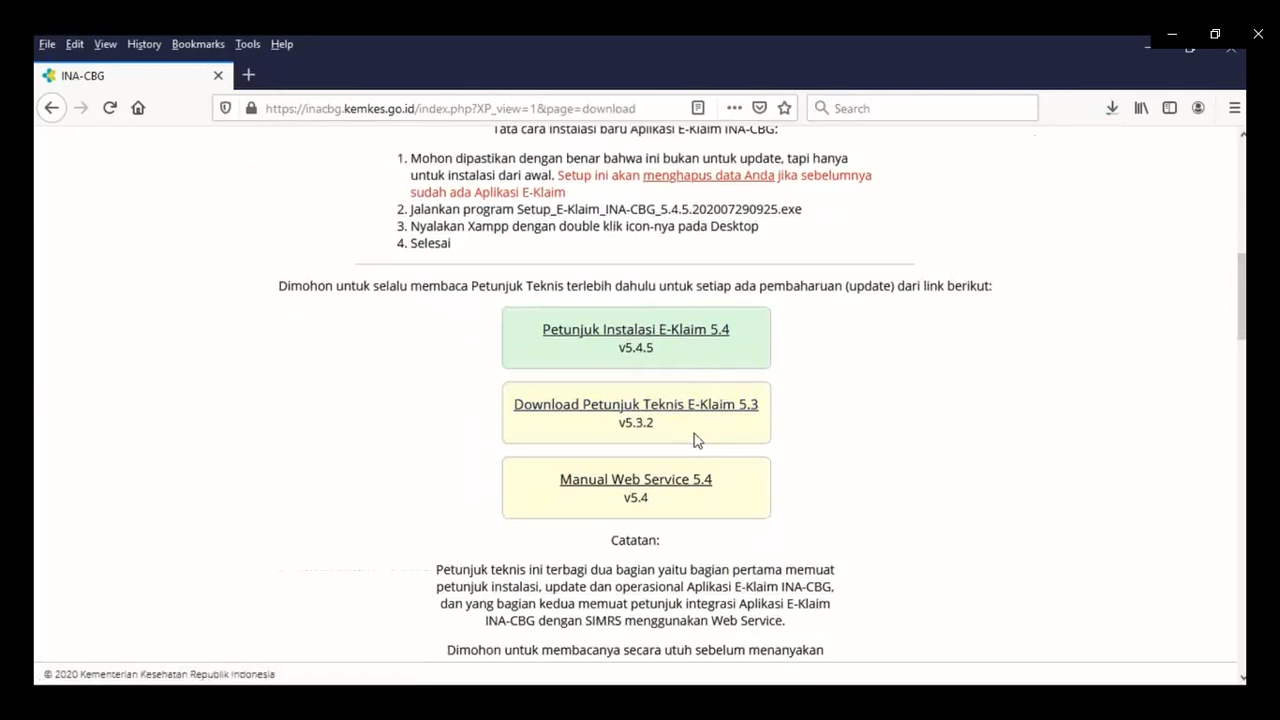 File Edit View History Bookmarks Tools Help
INA-CBG
https://inacbg.kemkes.go.id/index.php?XP_view=1&page=download
Search
Tata cara instalasi baru Aplikasi E-Klaim INA-CBG:
1. Mohon dipastikan dengan benar bahwa ini bukan untuk update, tapi hanya
untuk instalasi dari awal. Setup ini akan menghapus data Anda jika sebelumnya
sudah ada Aplikasi E-Klaim
2. Jalankan program Setup_E-Klaim_INA-CBG_5.4.5.202007290925.exe
3. Nyalakan Xampp dengan double klik icon-nya pada Desktop
4. Selesai
Dimohon untuk selalu membaca Petunjuk Teknis terlebih dahulu untuk setiap ada pembaharuan (update) dari link berikut:
Petunjuk Instalasi E-Klaim 5.4
v5.4.5
Download Petunjuk Teknis E-Klaim 5.3
v5.3.2
Manual Web Service 5.4
v5.4
Catatan:
Petunjuk teknis ini terbagi dua bagian yaitu bagian pertama memuat
petunjuk instalasi, update dan operasional Aplikasi E-Klaim INA-CBG,
dan yang bagian kedua memuat petunjuk integrasi Aplikasi E-Klaim
INA-CBG dengan SIMRS menggunakan Web Service.
Dimohon untuk membacanya secara utuh sebelum menanyakan
© 2020 Kementerian Kesehatan Republik Indonesia